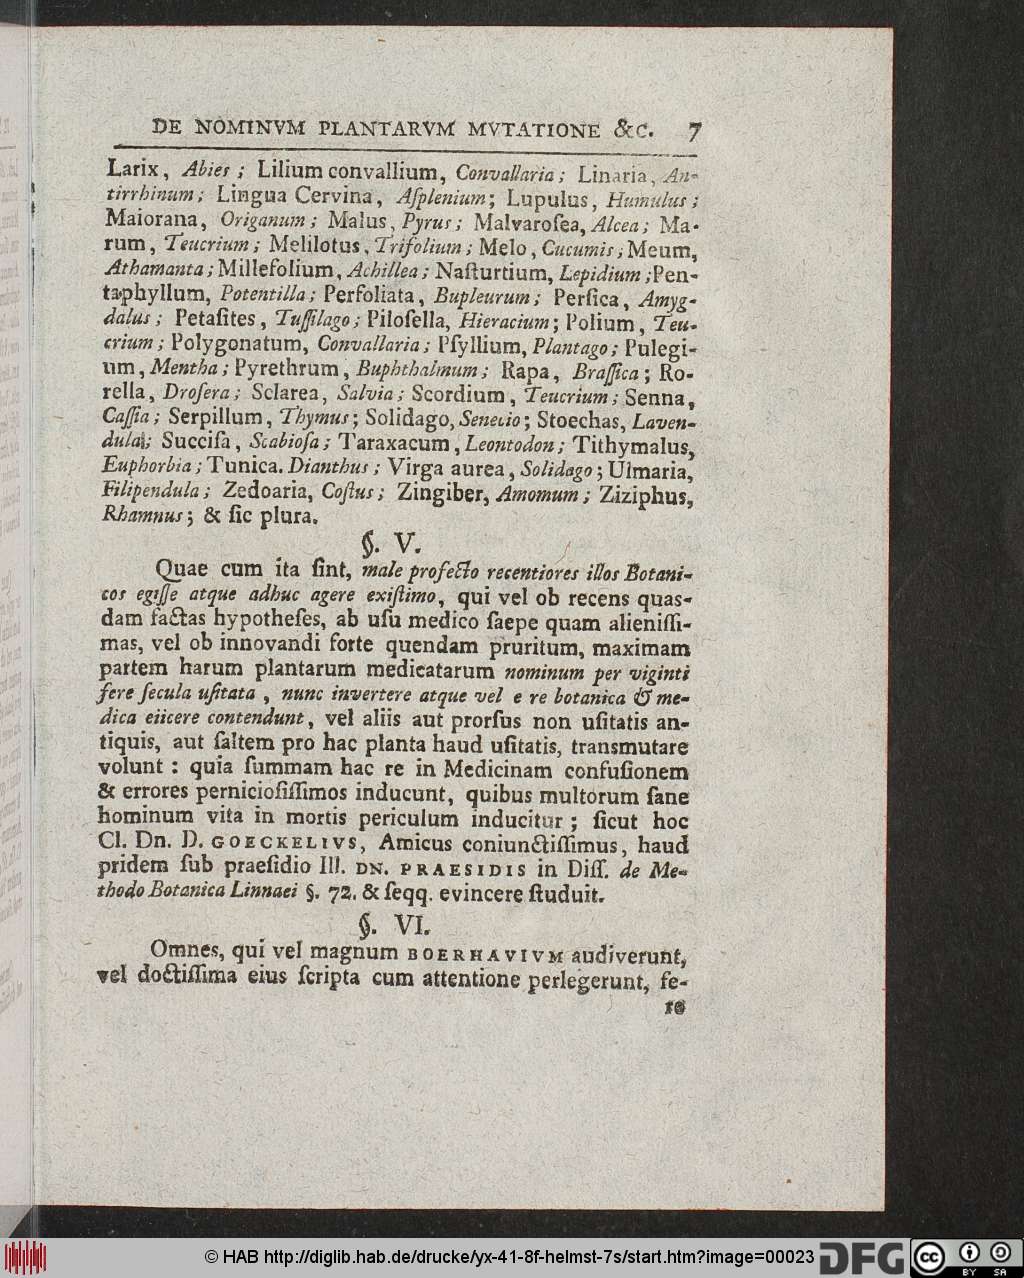 DE NOMINVM PLANTARVM MVTATIONE &c. 7
Larix, Abies; Lilium convallium, Convallaria; Linaria, An-
tirrhinum; Lingua Cervina, Aſplenium; Lupulus, Humulus;
Maiorana, Origanum; Malus, Pyrus; Malvaroſea, Alcea; Ma-
rum, Teucrium; Melilotus, Trifolium; Melo, Cucumis; Meum,
Athamanta; Millefolium, Achillea; Naſturtium, Lepidium; Pen-
taphyllum, Potentilla; Perfoliata, Bupleurum; Perſica, Amyg-
dalus; Petaſites, Tuſſilago; Piloſella, Hieracium; Polium, Teu-
crium; Polygonatum, Convallaria; Pſyllium, Plantago; Pulegi-
um, Mentha; Pyrethrum, Buphthalmum; Rapa, Braſſica; Ro-
rella, Droſera; Sclarea, Salvia; Scordium, Teucrium; Senna,
Caſſia; Serpillum, Thymus; Solidago, Senecio; Stoechas, Laven-
dula; Succiſa, Scabioſa; Taraxacum, Leontodon; Tithymalus,
Euphorbia; Tunica. Dianthus; Virga aurea, Solidago; Ulmaria,
Filipendula; Zedoaria, Coſtus; Zingiber, Amomum; Ziziphus,
Rhamnus; & ſic plura.
§. V.
Quae cum ita ſint, male profecto recentiores illos Botani-
cos egiſſe atque adhuc agere exiſtimo, qui vel ob recens quas-
dam factas hypotheſes, ab uſu medico ſaepe quam alieniſſi-
mas, vel ob innovandi forte quendam pruritum, maximam
partem harum plantarum medicatarum nominum per viginti
fere ſecula uſitata, nunc invertere atque vel e re botanica & me-
dica eiicere contendunt, vel aliis aut prorſus non uſitatis an-
tiquis, aut ſaltem pro hac planta haud uſitatis, transmutare
volunt: quia ſummam hac re in Medicinam confuſionem
& errores pernicioſiſſimos inducunt, quibus multorum ſane
hominum vita in mortis periculum inducitur; ſicut hoc
Cl. Dn. D. GOECKELIVS, Amicus coniunctiſſimus, haud
pridem ſub praeſidio Ill. DN. PRAESIDIS in Diſſ. de Me-
thodo Botanica Linnaei §. 72. & ſeqq. evincere ſtuduit.
§. VI.
Omnes, qui vel magnum BOERHAVIVM audiverunt,
vel doctiſſima eius ſcripta cum attentione perlegerunt, fe-
re
© HAB http://diglib.hab.de/drucke/yx-41-8f-helmst-7s/start.htm?image=00023
DFG
cc BY SA